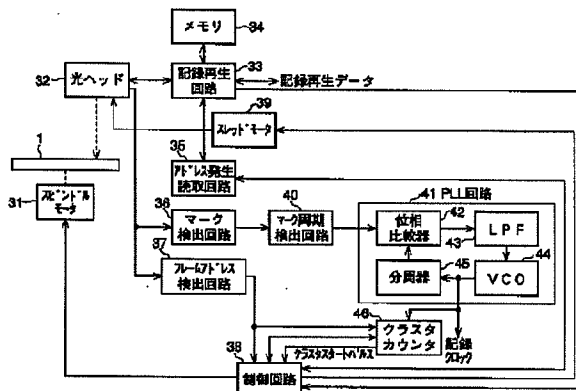 メモリ
34
32
光ヘッド
記録再生
回路
33
記録再生データ
39
スレッドモータ
1
35
アドレス発生
読取回路
31
スピンドル
モータ
36
マーク
検出回路
40
マーク周期
検出回路
41 PLL回路
位相
比較器
42
LPF
43
37
フレームアドレス
検出回路
分周器
45
VCO
44
46
クラスタ
カウンタ
記録
クロック
クラスタスタートパルス
38
制御回路